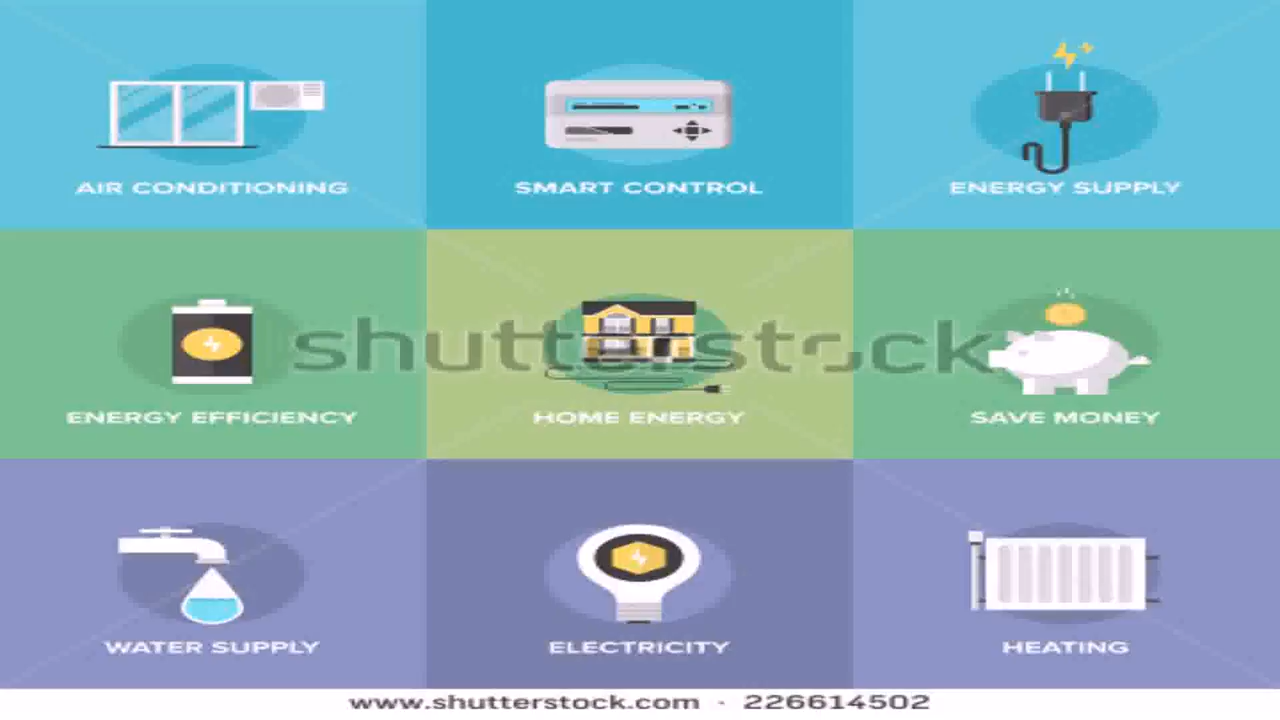 AIR CONDITIONING
SMART CONTROL
ENERGY SUPPLY
ENERGY EFFICIENCY
HOME ENERGY
SAVE MONEY
shutterstock
WATER SUPPLY
ELECTRICITY
HEATING
www.shutterstock.com · 226614502